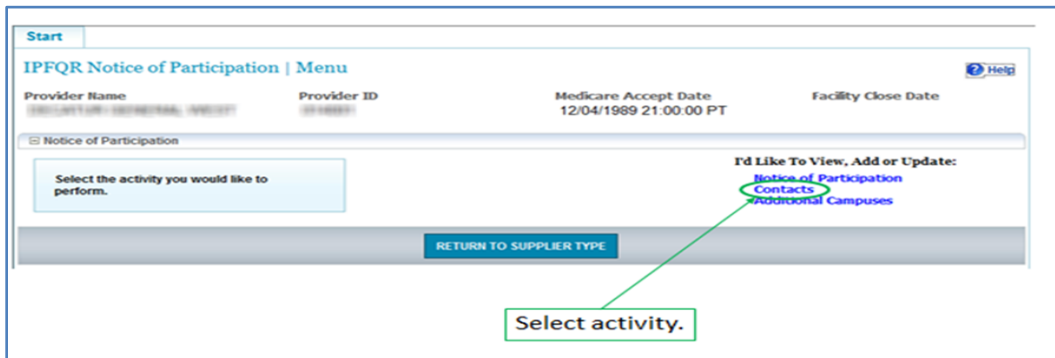 Start
IPFQR Notice of Participation | Menu
Help
Provider Name Provider ID Medicare Accept Date Facility Close Date
12/04/1989 21:00:00 PT
Notice of Participation
Select the activity you would like to
perform.
I'd Like To View, Add or Update:
Notice of Participation
Contacts
Additional Campuses
RETURN TO SUPPLIER TYPE
Select activity.